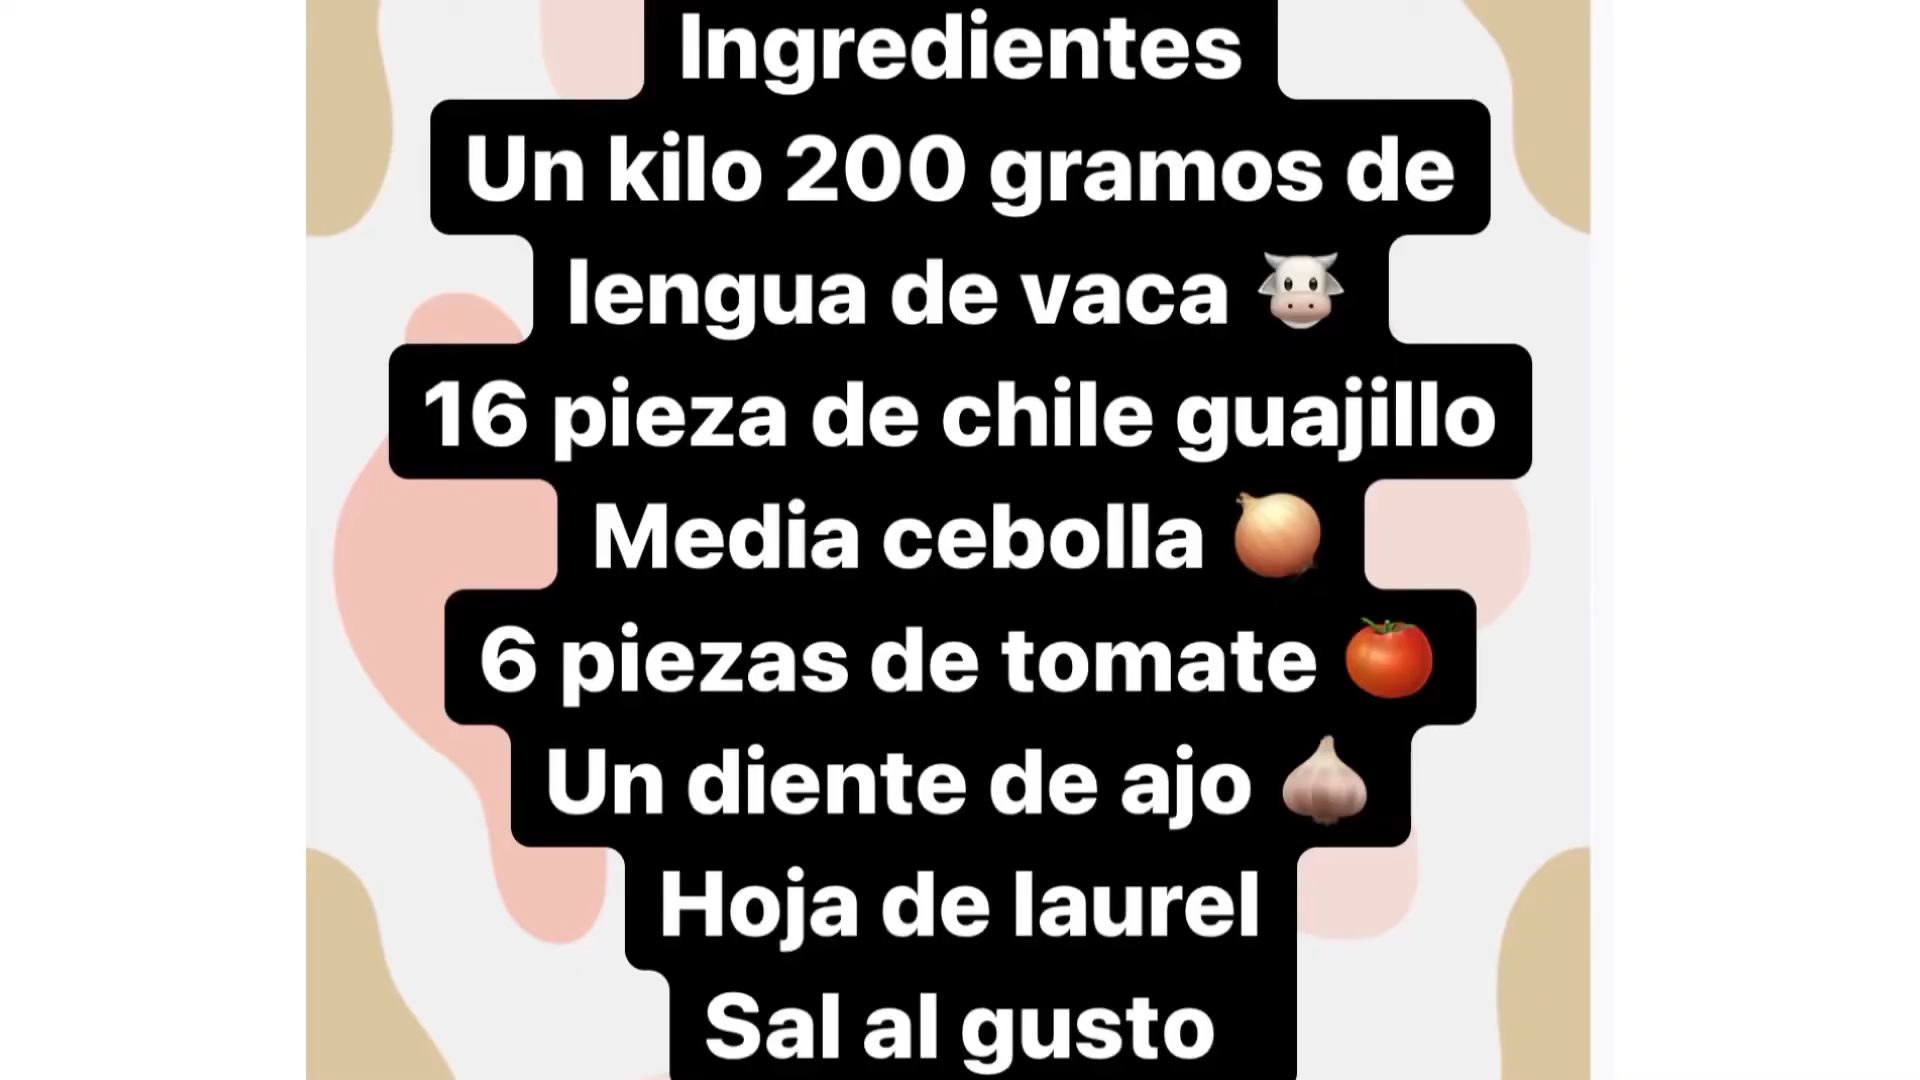 Ingredientes
Un kilo 200 gramos de
lengua de vaca 🐮
16 pieza de chile guajillo
Media cebolla 🧅
6 piezas de tomate 🍅
Un diente de ajo 🧄
Hoja de laurel
Sal al gusto